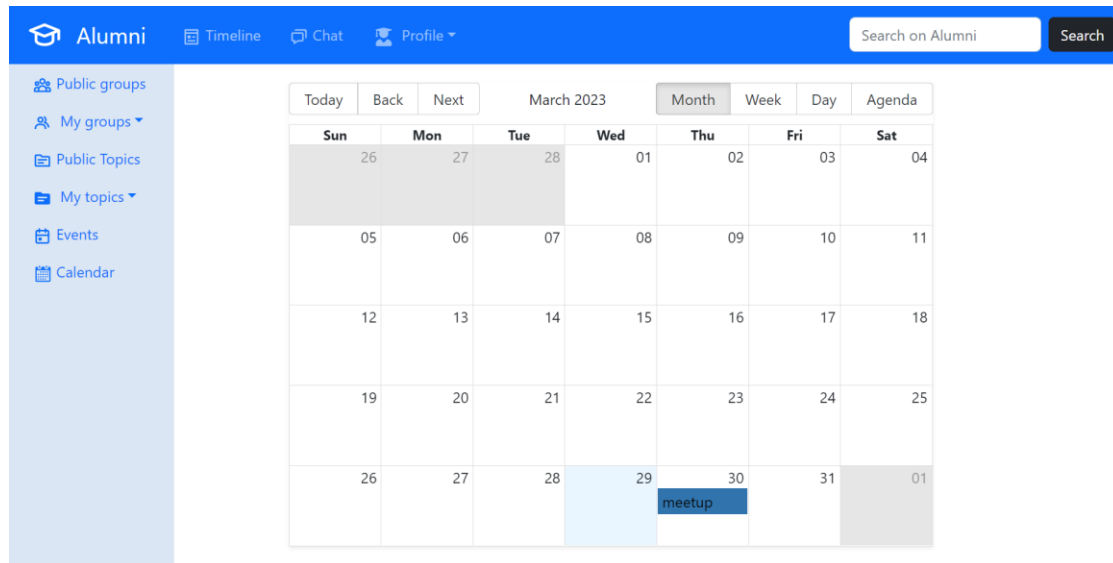 Alumni Timeline Chat Profile Search on Alumni Search
Public groups
My groups
Public Topics
My topics
Events
Calendar
Today Back Next March 2023 Month Week Day Agenda
Sun Mon Tue Wed Thu Fri Sat
26 27 28 01 02 03 04
05 06 07 08 09 10 11
12 13 14 15 16 17 18
19 20 21 22 23 24 25
26 27 28 29 30 31 01
meetup